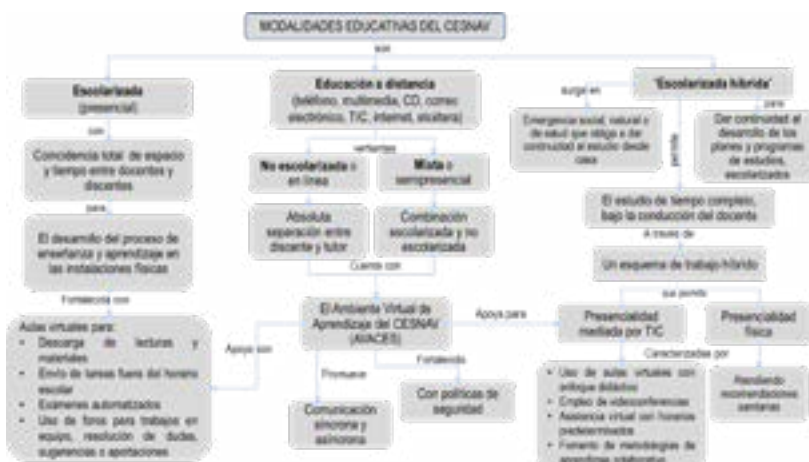 MODALIDADES EDUCATIVAS DEL CESNAV
son
Escolarizada
(presencial)
con
Coincidencia total de espacio
y tiempo entre docentes y
discentes
para
El desarrollo del proceso de
enseñanza y aprendizaje en
las instalaciones físicas
Fortalecida con
Aulas virtuales para:
• Descarga de lecturas y
materiales
• Envío de tareas fuera del horario
escolar
• Exámenes automatizados
• Uso de foros para trabajos en
equipo, resolución de dudas,
sugerencias o aportaciones
Educación a distancia
(teléfono, multimedia, CD, correo
electrónico, TIC, internet, etcétera)
vertientes
No escolarizada o
en línea
Mixta o
semipresencial
Absoluta
separación entre
discente y tutor
Combinación
escolarizada y no
escolarizada
Cuenta con
El Ambiente Virtual de
Aprendizaje del CESNAV
(AVACES)
Apoya con
Apoya para
Promueve
Fortalecido
Comunicación
síncrona y
asíncrona
Con políticas de
seguridad
"Escolarizada híbrida"
surge en
permite
para
Emergencia social, natural o
de salud que obliga a dar
continuidad al estudio desde
casa
Dar continuidad al
desarrollo de los
planes y programas
de estudios,
escolarizados
El estudio de tiempo completo,
bajo la conducción del docente
A través de
Un esquema de trabajo híbrido
que permite
Presencialidad
mediada por TIC
Presencialidad
física
Caracterizadas por
• Uso de aulas virtuales con
enfoque didáctico
• Empleo de videoconferencias
• Asistencia virtual con horarios
predeterminados
• Fomento de metodologías de
aprendizaje colaborativo
recomendaciones
sanitarias